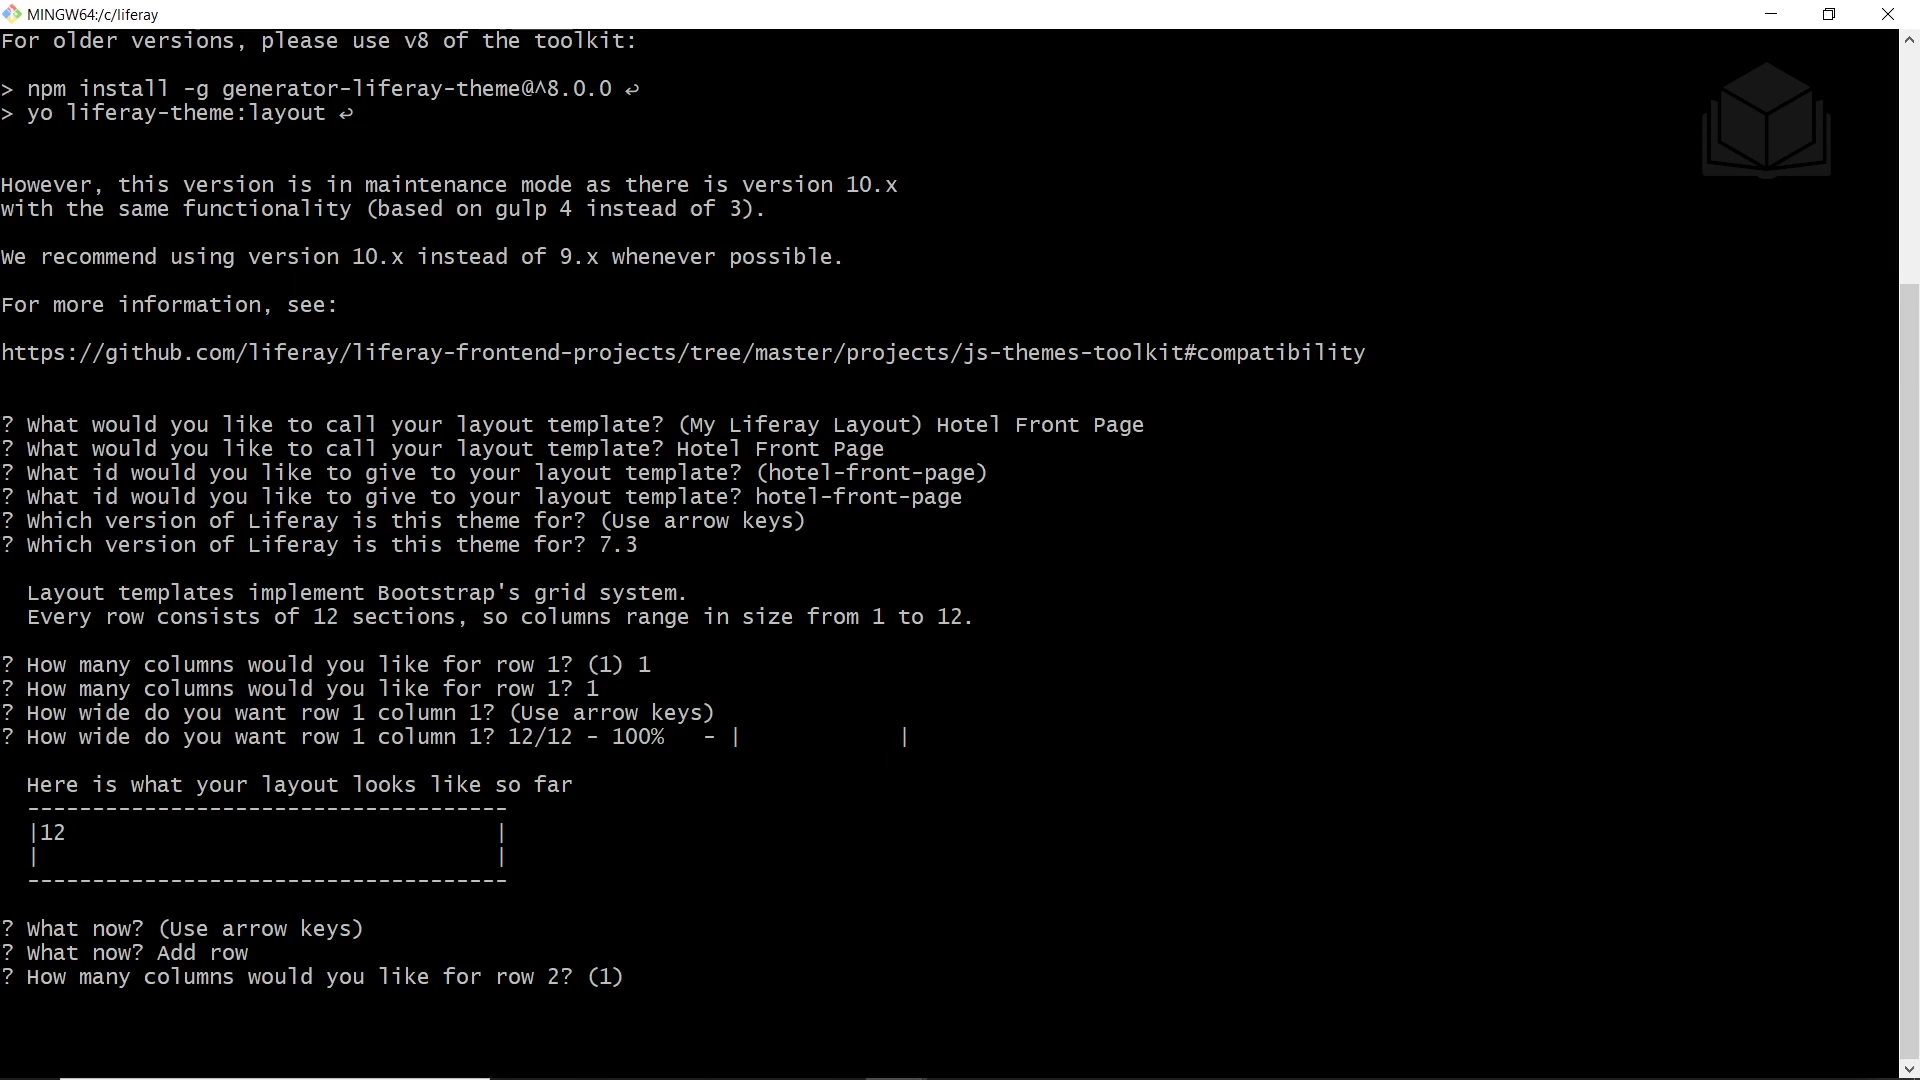 MINGW64:/c/liferay
For older versions, please use v8 of the toolkit:
> npm install -g generator-liferay-theme@^8.0.0 ↩
> yo liferay-theme:layout ↩
However, this version is in maintenance mode as there is version 10.x
with the same functionality (based on gulp 4 instead of 3).
We recommend using version 10.x instead of 9.x whenever possible.
For more information, see:
https://github.com/liferay/liferay-frontend-projects/tree/master/projects/js-themes-toolkit#compatibility
? What would you like to call your layout template? (My Liferay Layout) Hotel Front Page
? What would you like to call your layout template? Hotel Front Page
? What id would you like to give to your layout template? (hotel-front-page)
? What id would you like to give to your layout template? hotel-front-page
? Which version of Liferay is this theme for? (Use arrow keys)
? Which version of Liferay is this theme for? 7.3
Layout templates implement Bootstrap's grid system.
Every row consists of 12 sections, so columns range in size from 1 to 12.
? How many columns would you like for row 1? (1) 1
? How many columns would you like for row 1? 1
? How wide do you want row 1 column 1? (Use arrow keys)
? How wide do you want row 1 column 1? 12/12 - 100%   - |            |
Here is what your layout looks like so far
-------------------------------------
|12                                 |
|                                   |
-------------------------------------
? What now? (Use arrow keys)
? What now? Add row
? How many columns would you like for row 2? (1)